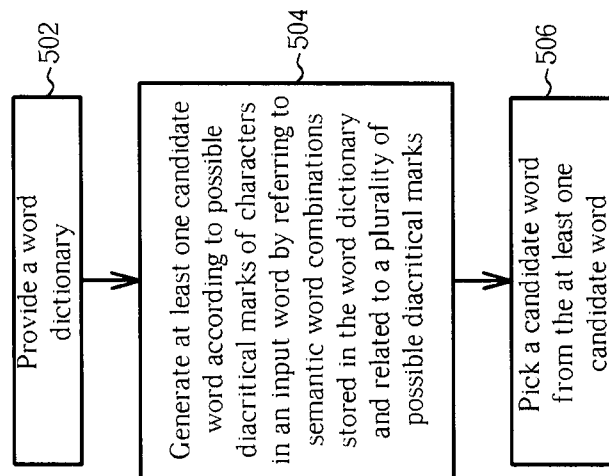 502
Provide a word
dictionary
504
Generate at least one candidate
word according to possible
diacritical marks of characters
in an input word by referring to
semantic word combinations
stored in the word dictionary
and related to a plurality of
possible diacritical marks
506
Pick a candidate word
from the at least one
candidate word